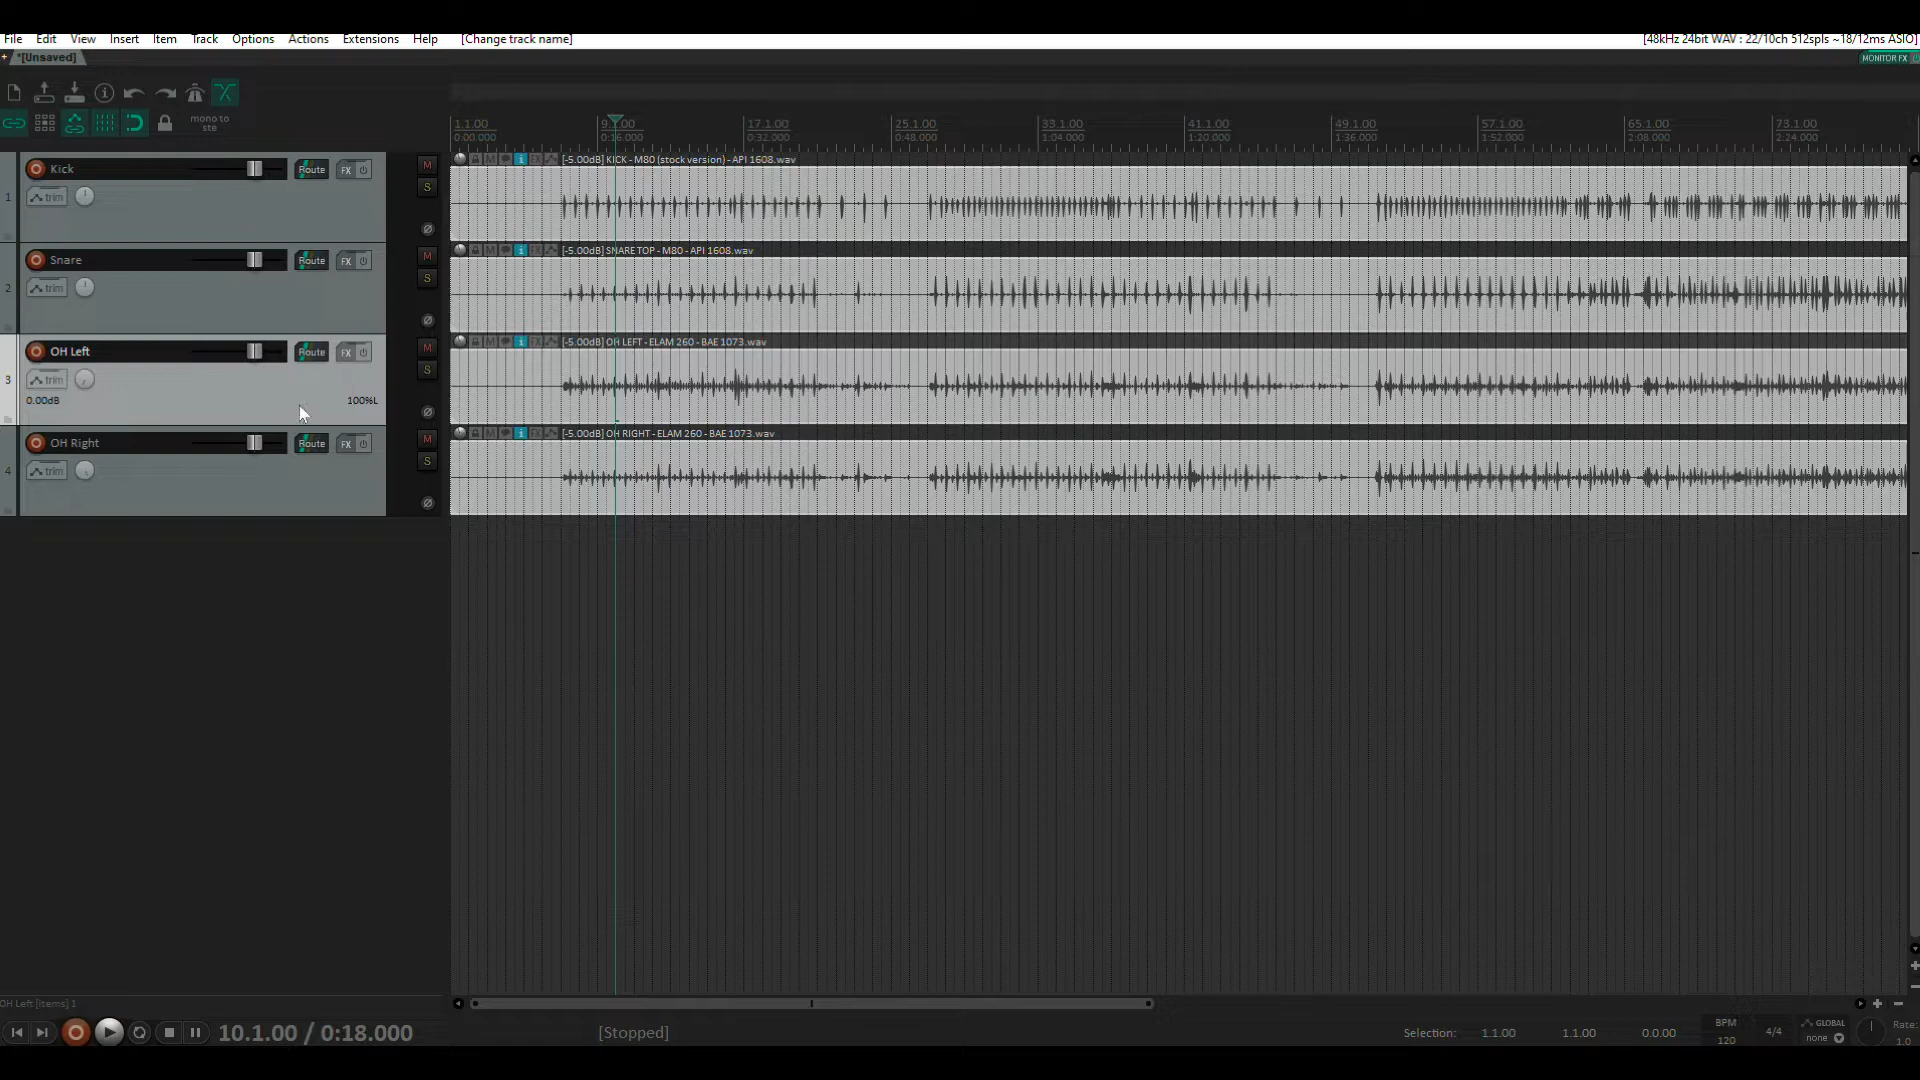 File Edit View Insert Item Track Options Actions Extensions Help [Change track name] [48kHz 24bit WAV : 22/10ch 512spls ~18/12ms ASIO]
*[Unsaved] MONITOR FX
mono to
ste
1.1.00 9.1.00 17.1.00 25.1.00 33.1.00 41.1.00 49.1.00 57.1.00 65.1.00 73.1.00
0:00.000 0:16.000 0:32.000 0:48.000 1:04.000 1:20.000 1:36.000 1:52.000 2:08.000 2:24.000
[-5.00dB] KICK - M80 (stock version) - API 1608.wav
Kick Route FX M
1 trim S
[-5.00dB] SNARE TOP - M80 - API 1608.wav
Snare Route FX M
2 trim S
[-5.00dB] OH LEFT - ELAM 260 - BAE 1073.wav
OH Left Route FX M
3 trim S
0.00dB 100%L
[-5.00dB] OH RIGHT - ELAM 260 - BAE 1073.wav
OH Right Route FX M
4 trim S
OH Left [items] 1
10.1.00 / 0:18.000 [Stopped] Selection: 1.1.00 1.1.00 0.0.00 BPM 120 4/4 GLOBAL none Rate: 1.0